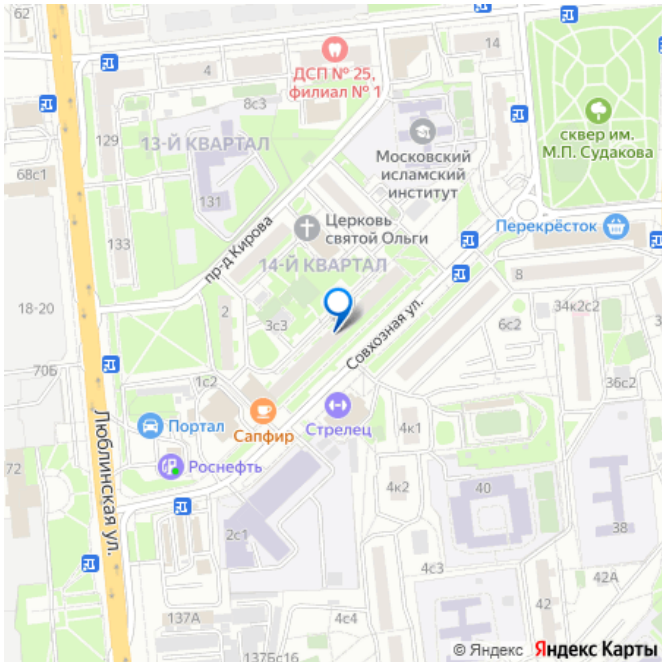 62
14
4
ДСП № 25,
филиал № 1
8с3
129
13-Й КВАРТАЛ
68с1
Московский
исламский
институт
сквер им.
М.П. Судакова
131
133
пр-д Кирова
Церковь
святой Ольги
Перекрёсток
14-Й КВАРТАЛ
8
18-20
2
3с3
34к2с2
6с2
Совхозная ул.
70Б
1с2
36с2
Портал
Сапфир
Стрелец
4к1
Люблинская ул.
Роснефть
72
4к2
40
2с1
38
4с3
42А
137А
4с4
42
137Бс16
© Яндекс Яндекс Карты